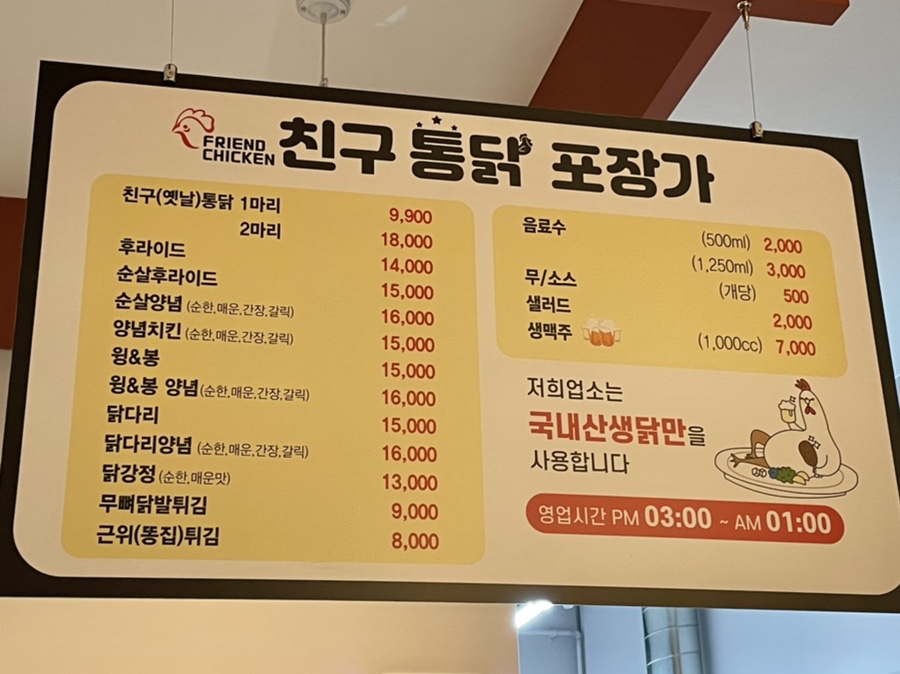 FRIEND
CHICKEN
친구통닭 포장가
친구(옛날)통닭 1마리 9,900
2마리 18,000
후라이드 14,000
순살후라이드 15,000
순살양념 (순한,매운,간장,갈릭) 16,000
양념치킨 (순한,매운,간장,갈릭) 15,000
윙&봉 15,000
윙&봉 양념 (순한,매운,간장,갈릭) 16,000
닭다리 15,000
닭다리양념 (순한,매운,간장,갈릭) 16,000
닭강정 (순한,매운맛) 13,000
무뼈닭발튀김 9,000
근위(똥집)튀김 8,000
음료수 (500ml) 2,000
(1,250ml) 3,000
무/소스 (개당) 500
샐러드 2,000
생맥주 (1,000cc) 7,000
저희업소는
국내산생닭만을
사용합니다
영업시간 PM 03:00 ~ AM 01:00